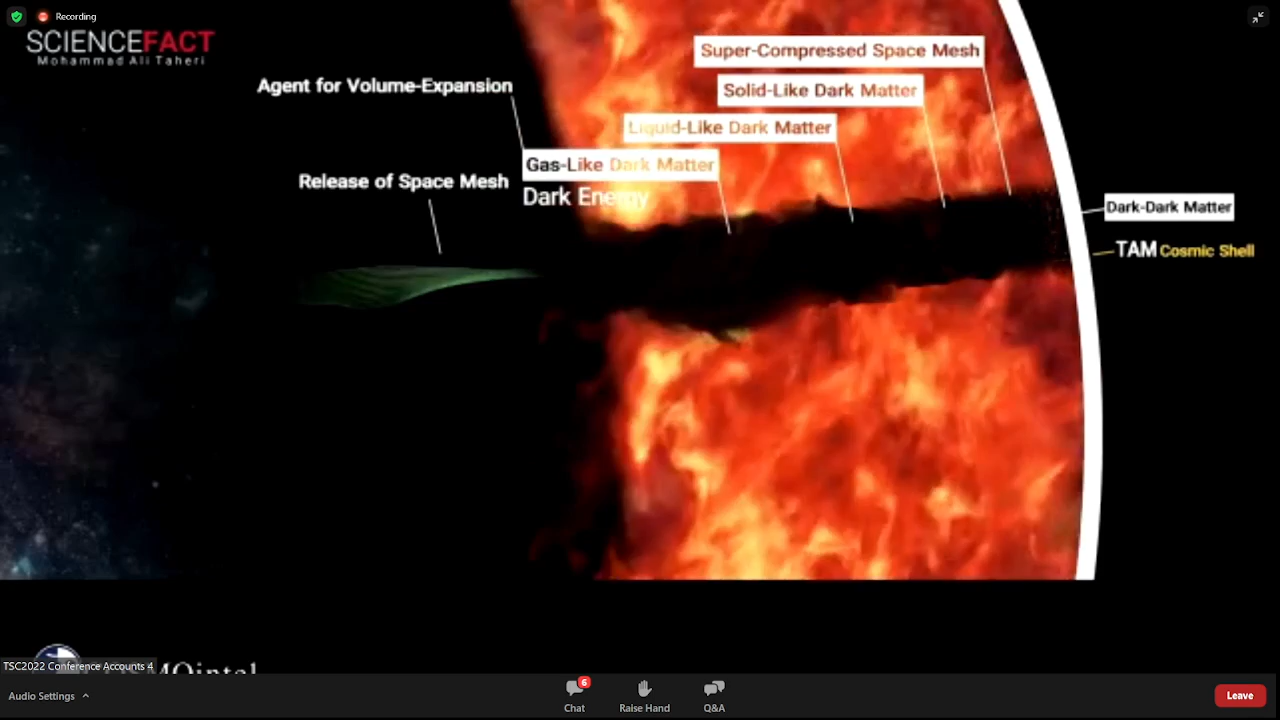 Recording
SCIENCEFACT
Mohammad Ali Taheri
Super-Compressed Space Mesh
Agent for Volume-Expansion
Solid-Like Dark Matter
Liquid-Like Dark Matter
Gas-Like Dark Matter
Release of Space Mesh
Dark Energy
Dark-Dark Matter
TAM Cosmic Shell
TSC2022 Conference Accounts 4
Audio Settings
6
Chat
Raise Hand
Q&A
Leave